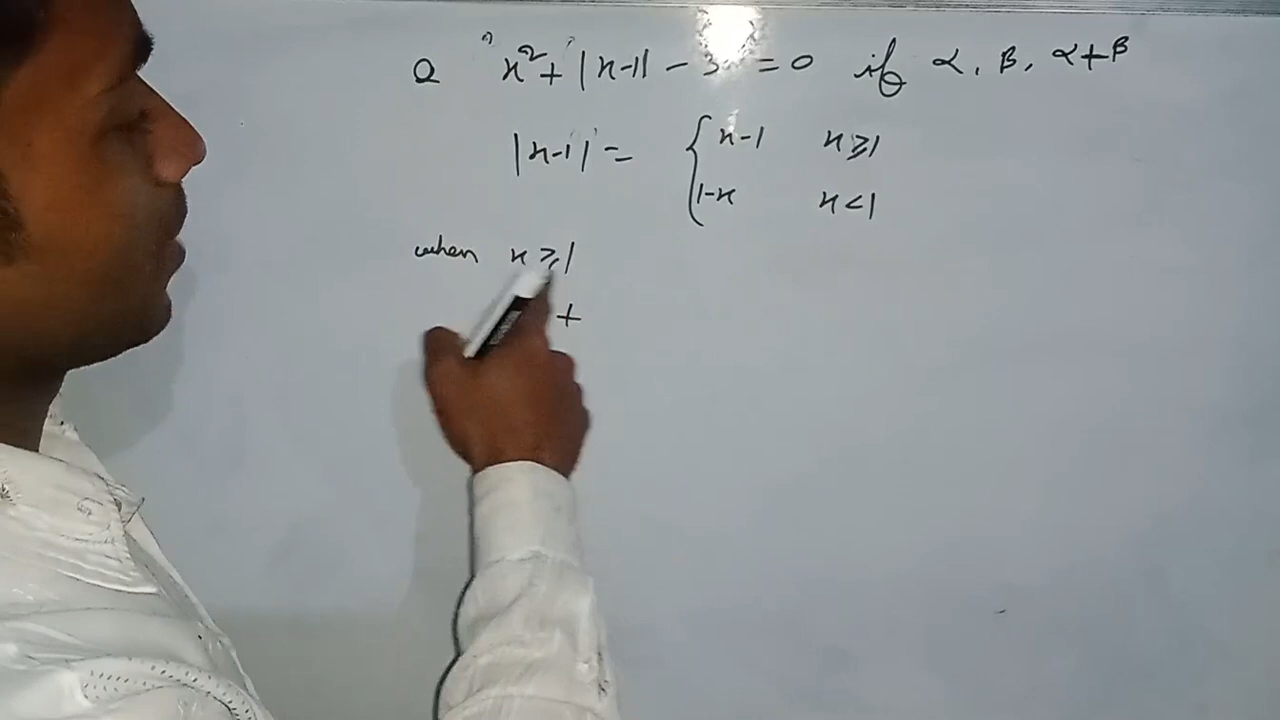 Q x² + |x-1| - 3 = 0 if α, β, α+β
|x-1| = { x-1 x≥1
1-x x<1
when x≥1
+